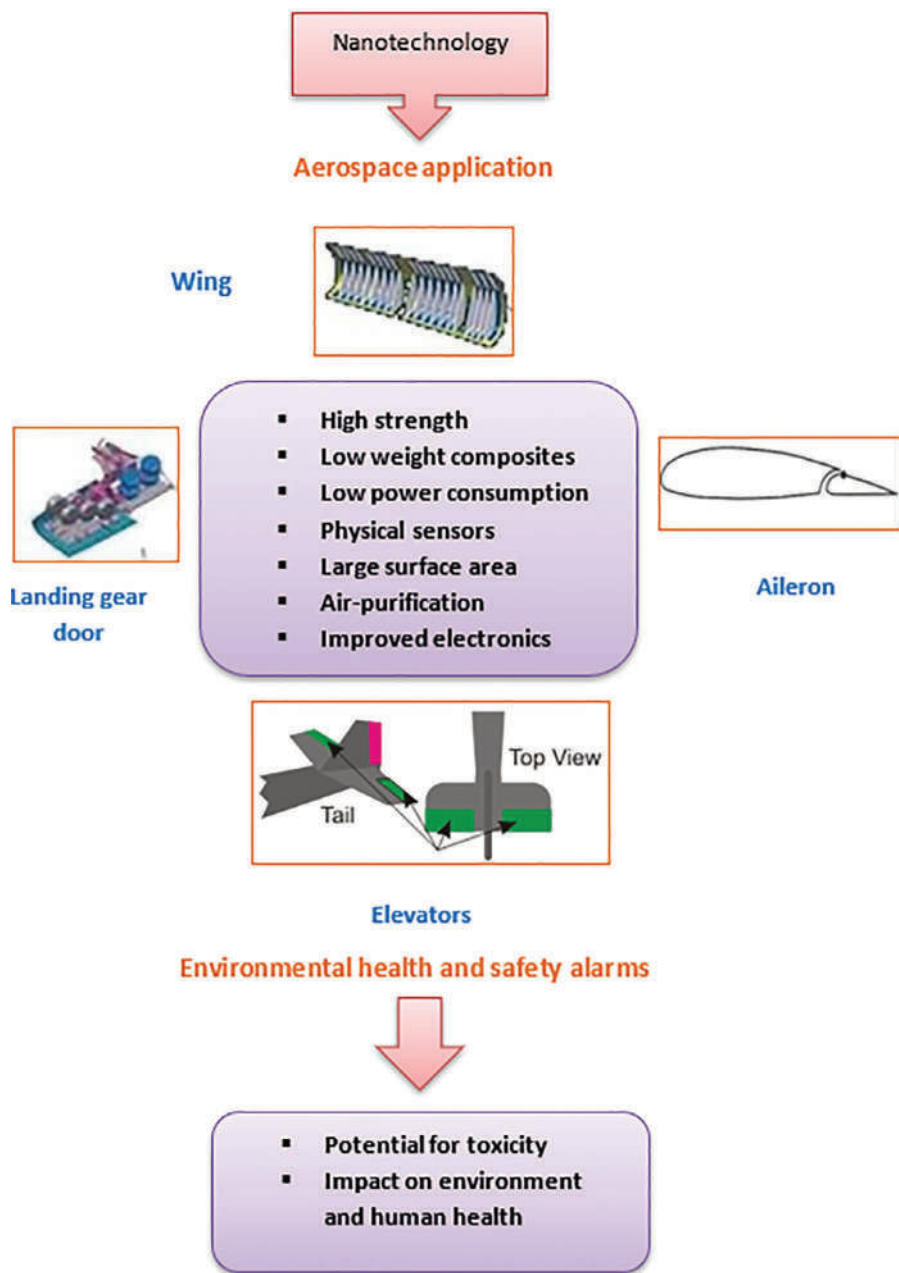 Nanotechnology
Aerospace application
Wing
▪ High strength
▪ Low weight composites
▪ Low power consumption
▪ Physical sensors
▪ Large surface area
▪ Air-purification
▪ Improved electronics
Landing gear
door
Aileron
Top View
Tail
Elevators
Environmental health and safety alarms
▪ Potential for toxicity
▪ Impact on environment
and human health